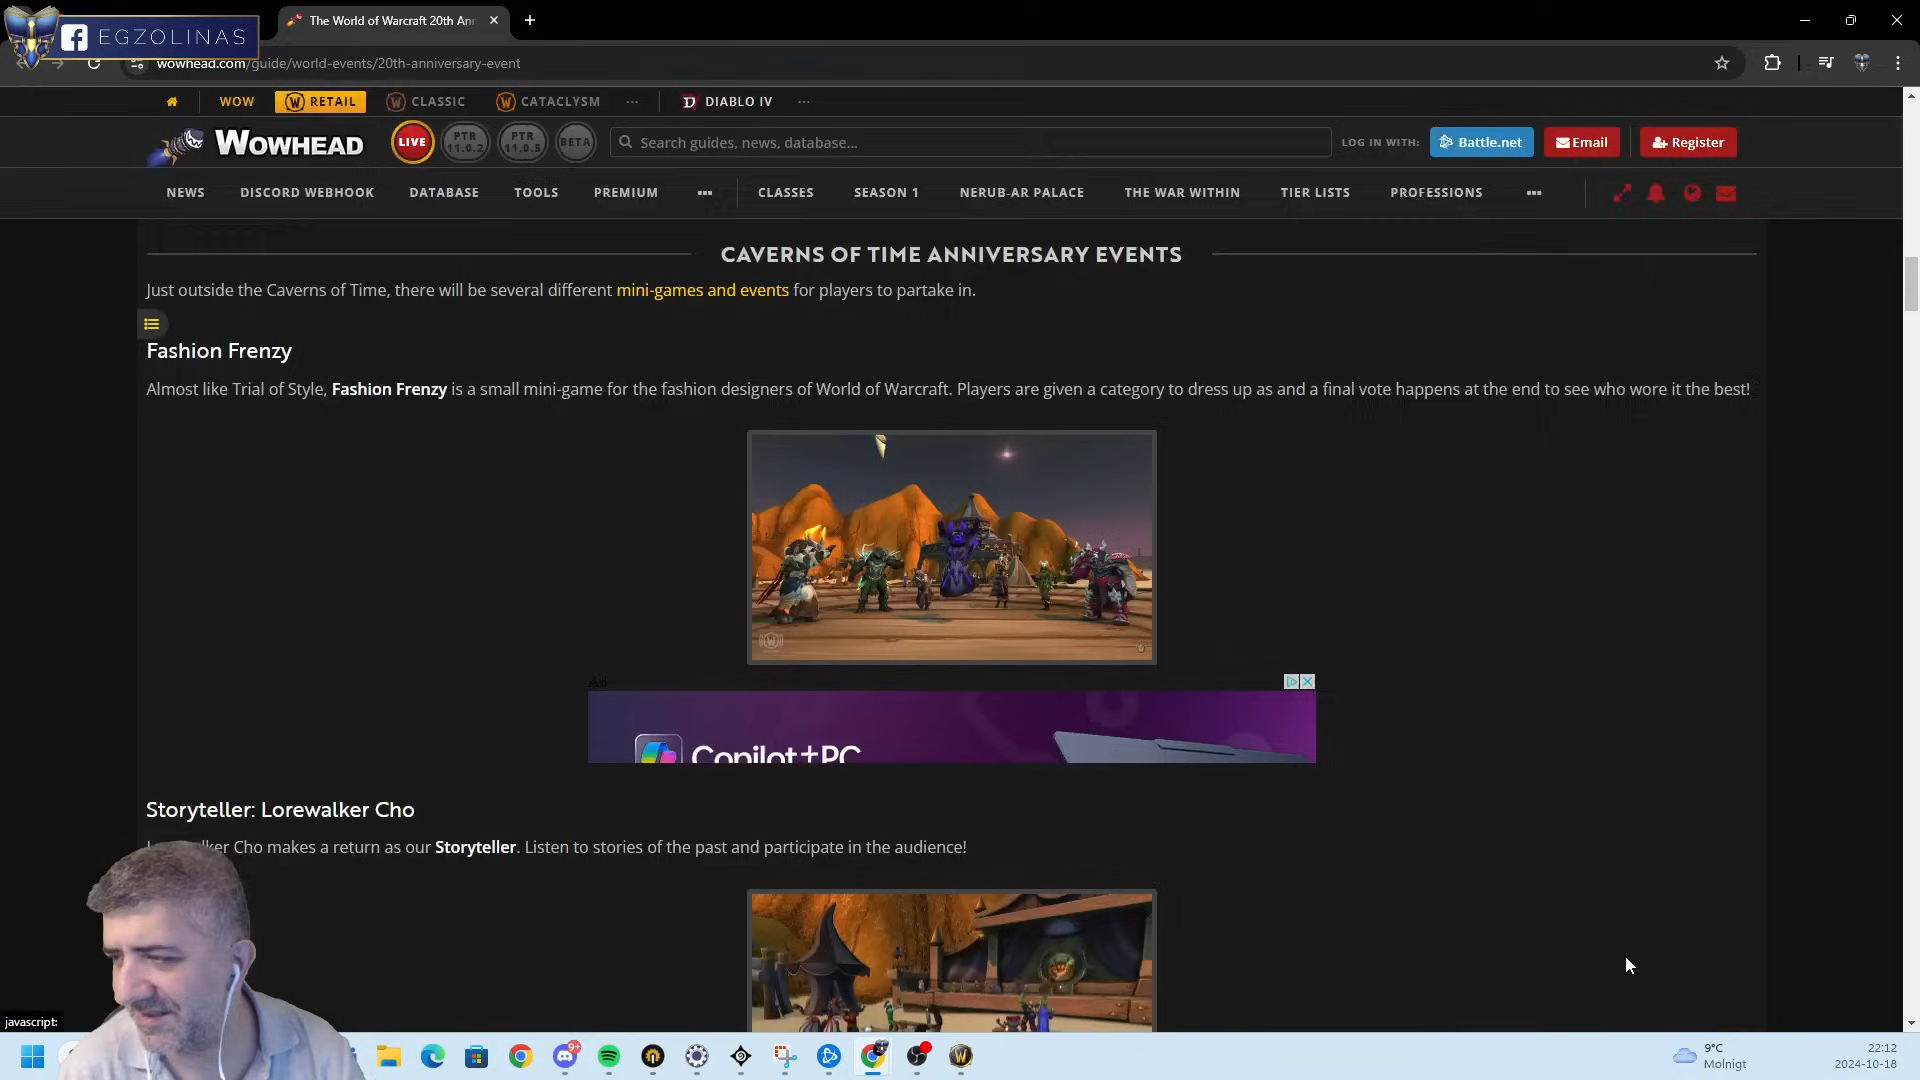 EGZOLINAS
The World of Warcraft 20th Ann
wowhead.com/guide/world-events/20th-anniversary-event
WOW
RETAIL
CLASSIC
CATACLYSM
DIABLO IV
WOWHEAD
LIVE
PTR
11.0.2
PTR
11.0.5
BETA
Search guides, news, database...
LOG IN WITH:
Battle.net
Email
Register
NEWS
DISCORD WEBHOOK
DATABASE
TOOLS
PREMIUM
CLASSES
SEASON 1
NERUB-AR PALACE
THE WAR WITHIN
TIER LISTS
PROFESSIONS
CAVERNS OF TIME ANNIVERSARY EVENTS
Just outside the Caverns of Time, there will be several different mini-games and events for players to partake in.
Fashion Frenzy
Almost like Trial of Style, Fashion Frenzy is a small mini-game for the fashion designers of World of Warcraft. Players are given a category to dress up as and a final vote happens at the end to see who wore it the best!
Ad
Copilot+PC
Storyteller: Lorewalker Cho
Cho makes a return as our Storyteller. Listen to stories of the past and participate in the audience!
javascript:
9+
9°C
Molnigt
22:12
2024-10-18